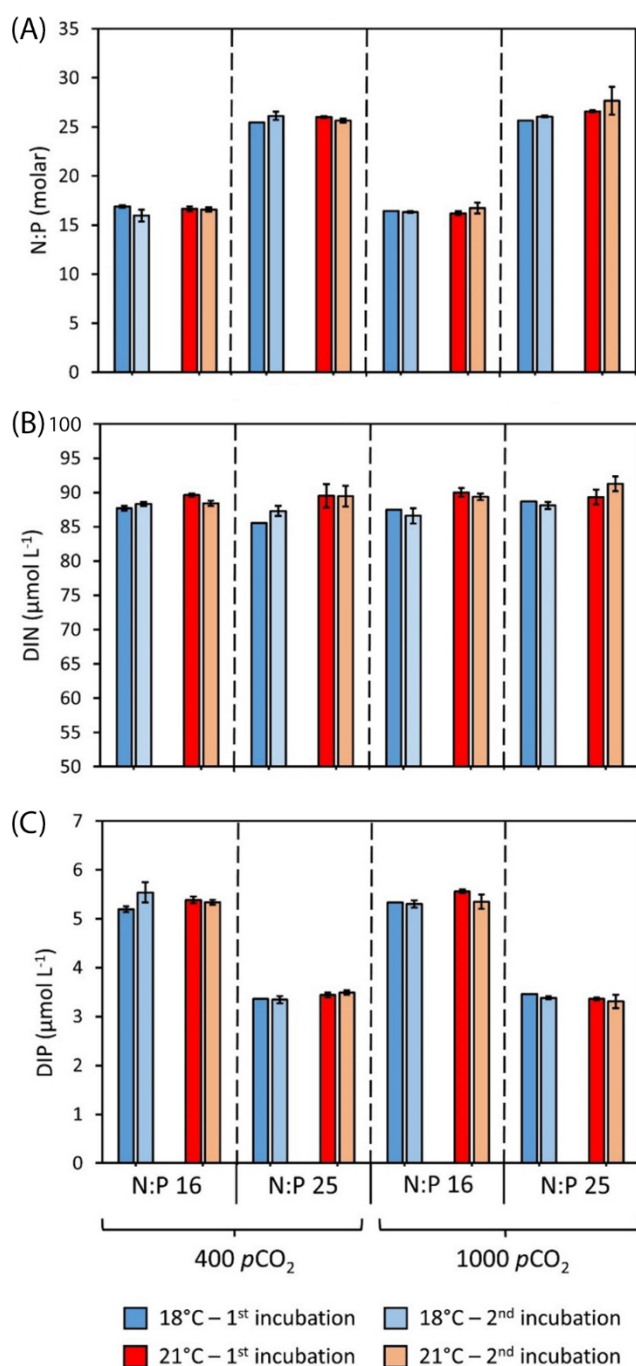 (A)
35
30
25
20
15
10
5
0
N:P (molar)
(B)
100
95
90
85
80
75
70
65
60
55
50
DIN (µmol L-1)
(C)
7
6
5
4
3
2
1
0
DIP (µmol L-1)
N:P 16 N:P 25 N:P 16 N:P 25
400 pCO2 1000 pCO2
18°C – 1st incubation 18°C – 2nd incubation
21°C – 1st incubation 21°C – 2nd incubation